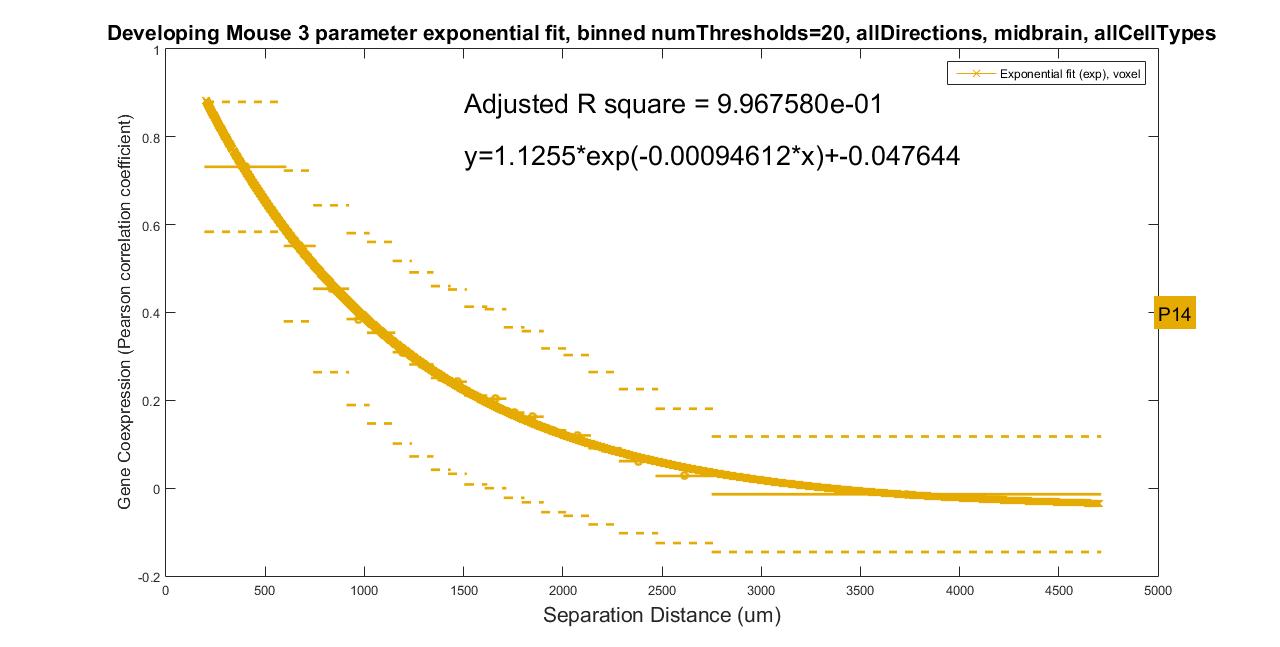 Developing Mouse 3 parameter exponential fit, binned numThresholds=20, allDirections, midbrain, allCellTypes
Exponential fit (exp), voxel
Adjusted R square = 9.967580e-01
y=1.1255*exp(-0.00094612*x)+-0.047644
Gene Coexpression (Pearson correlation coefficient)
1
0.8
0.6
0.4
0.2
0
-0.2
P14
0 500 1000 1500 2000 2500 3000 3500 4000 4500 5000
Separation Distance (um)